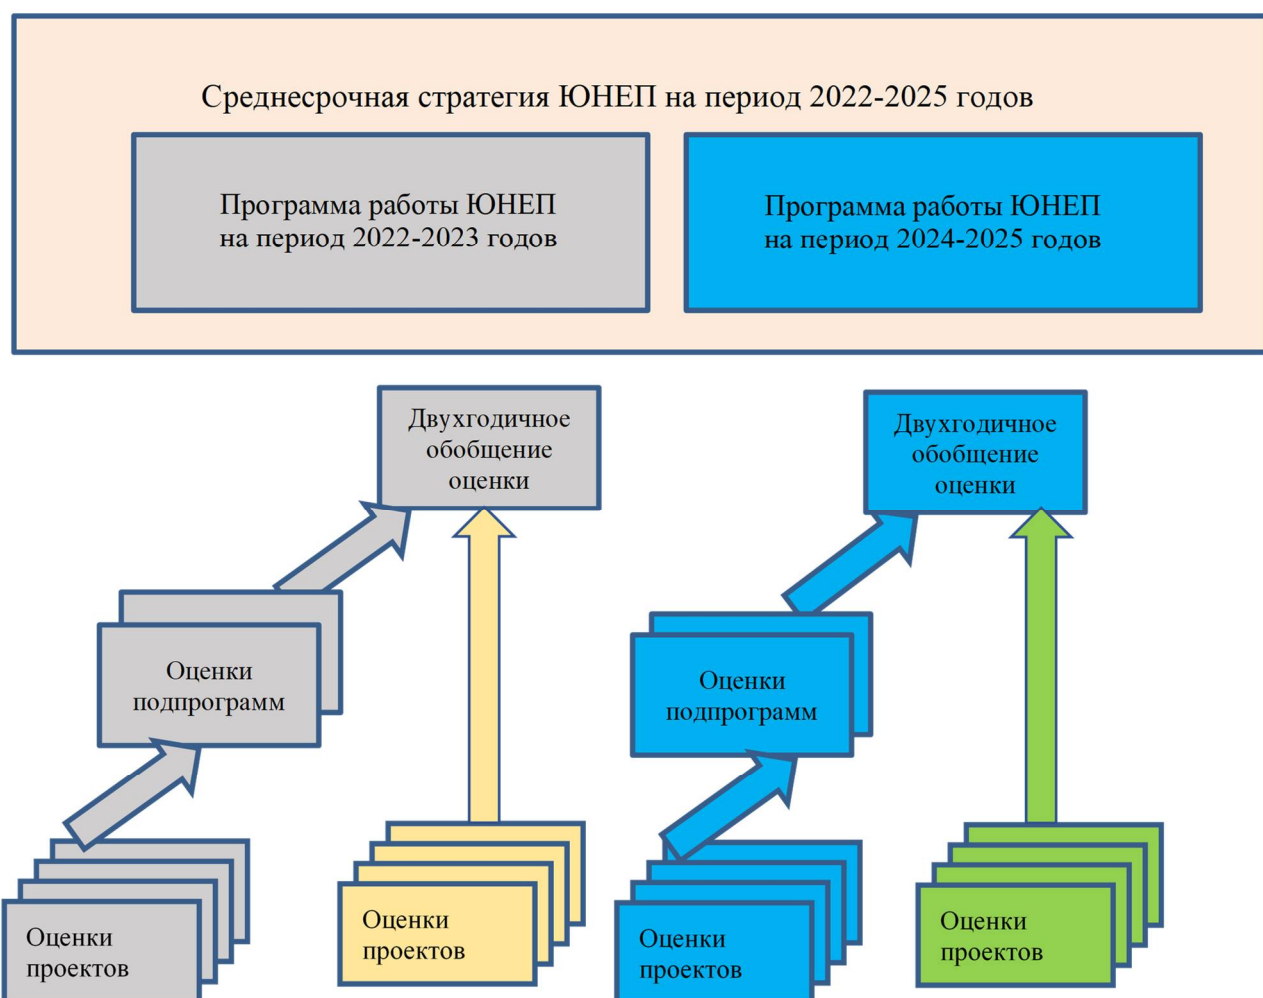 Среднесрочная стратегия ЮНЕП на период 2022-2025 годов
Программа работы ЮНЕП
на период 2022-2023 годов
Программа работы ЮНЕП
на период 2024-2025 годов
Двухгодичное
обобщение
оценки
Двухгодичное
обобщение
оценки
Оценки
подпрограмм
Оценки
подпрограмм
Оценки
проектов
Оценки
проектов
Оценки
проектов
Оценки
проектов